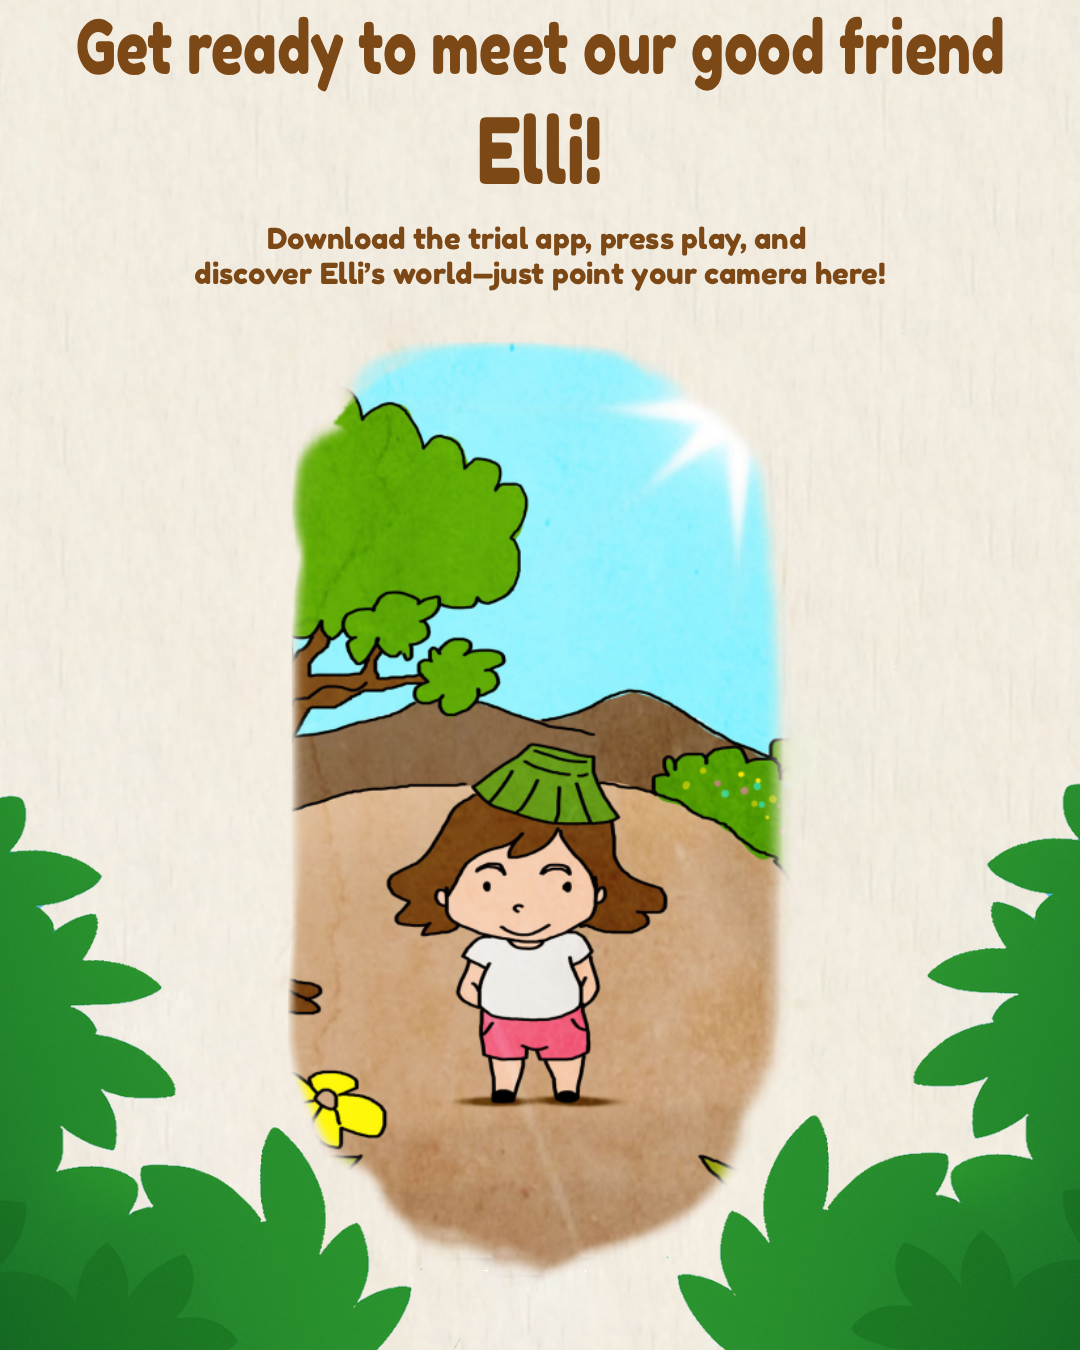 Get ready to meet our good friend
Elli!
Download the trial app, press play, and
discover Elli’s world—just point your camera here!